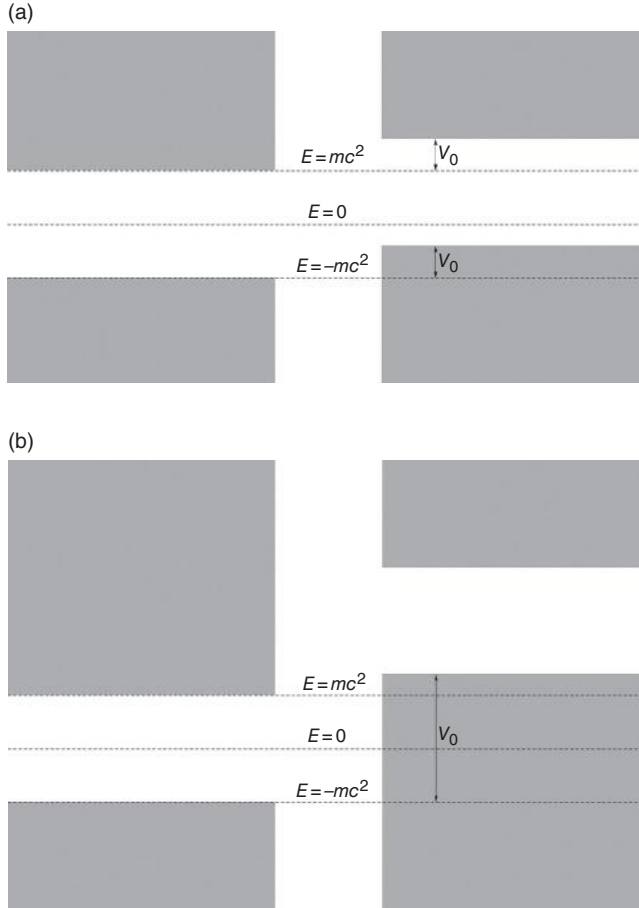 (a)
E = mc²
V₀
E = 0
E = –mc²
V₀
(b)
E = mc²
E = 0
V₀
E = –mc²